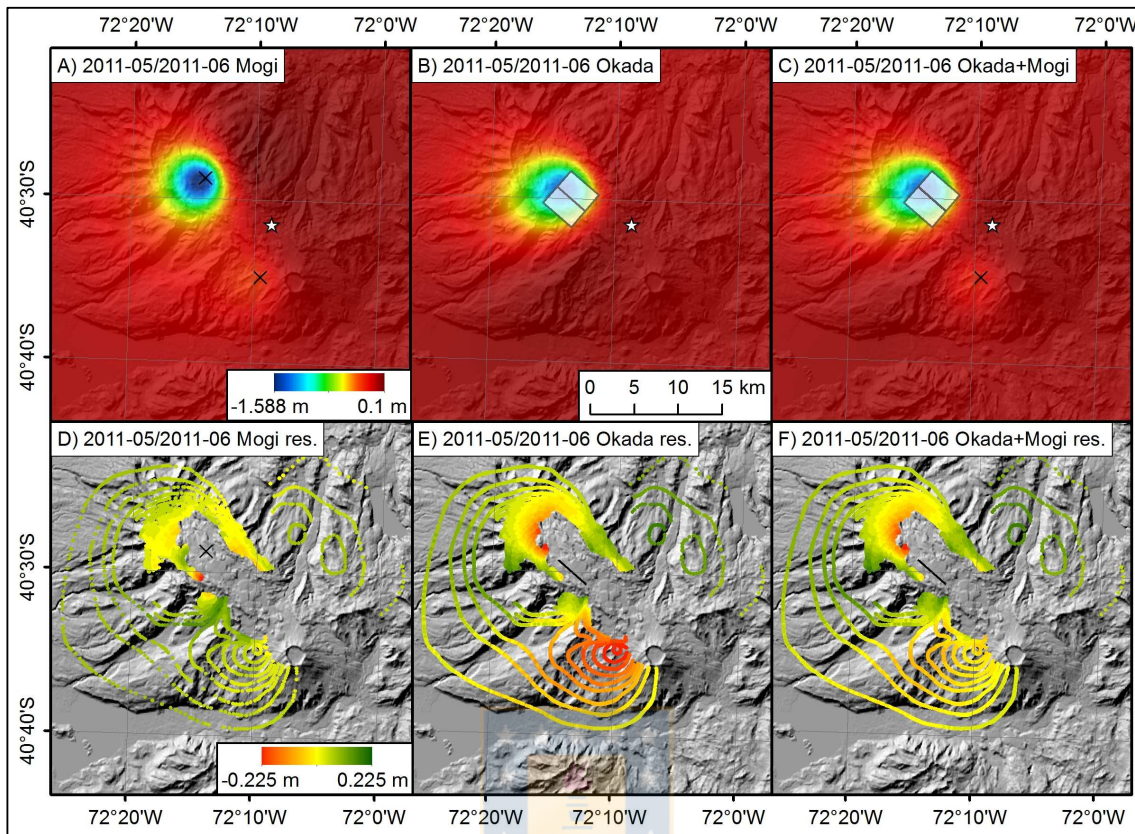 72°20'W 72°10'W 72°0'W 72°20'W 72°10'W 72°0'W 72°20'W 72°10'W 72°0'W
A) 2011-05/2011-06 Mogi B) 2011-05/2011-06 Okada C) 2011-05/2011-06 Okada+Mogi
40°30'S
40°40'S
-1.588 m 0.1 m
0 5 10 15 km
D) 2011-05/2011-06 Mogi res. E) 2011-05/2011-06 Okada res. F) 2011-05/2011-06 Okada+Mogi res.
40°30'S
40°40'S
-0.225 m 0.225 m
72°20'W 72°10'W 72°0'W 72°20'W 72°10'W 72°0'W 72°20'W 72°10'W 72°0'W